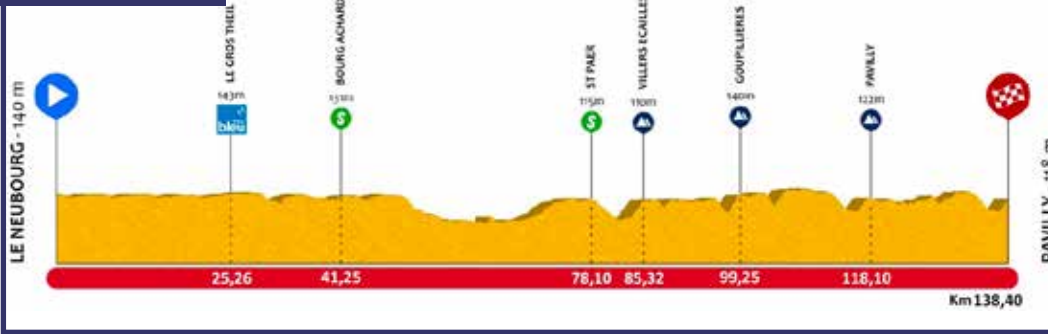 LE NEUBOURG - 140 m
LE GROS THEIL
143m
bleu
BOURG ACHARD
S
ST PAER
115m
S
VILLERS ECALLES
110m
GOUPILLIERES
140m
PAVILLY
122m
PAVILLY - 118 m
25,26
41,25
78,10
85,32
99,25
118,10
Km 138,40